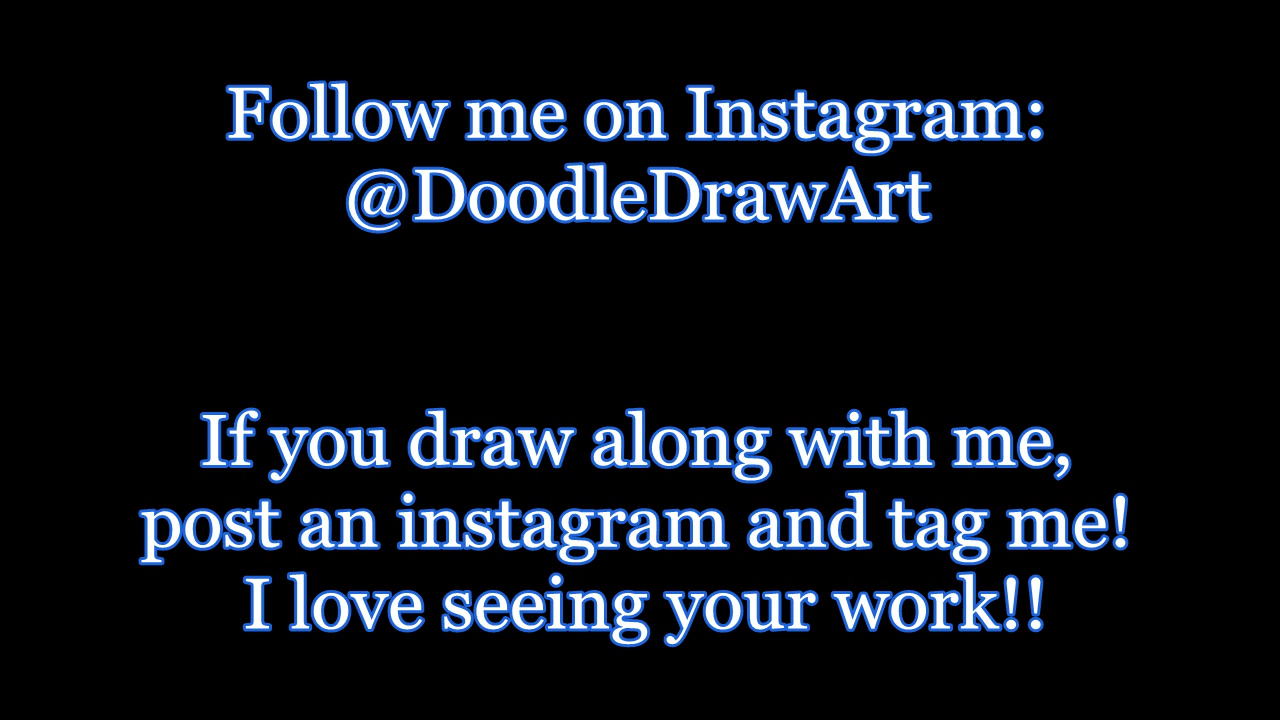 Follow me on Instagram:
@DoodleDrawArt
If you draw along with me,
post an instagram and tag me!
I love seeing your work!!